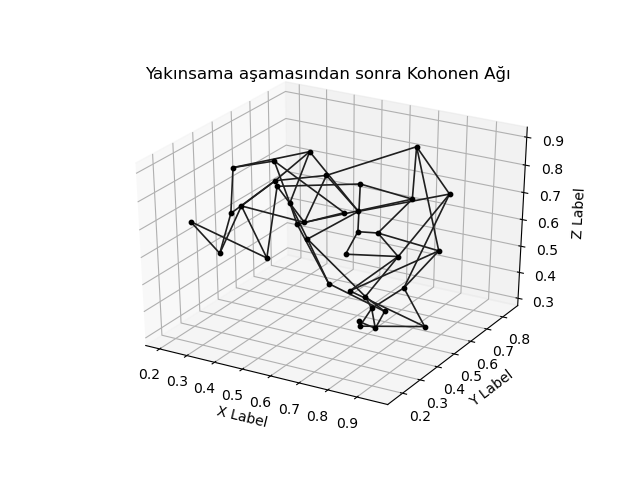 Yakınsama aşamasından sonra Kohonen Ağı
0.9
0.8
0.7
0.6
0.5
0.4
0.3
Z Label
0.2 0.3 0.4 0.5 0.6 0.7 0.8 0.9
X Label
0.2 0.3 0.4 0.5 0.6 0.7 0.8
Y Label